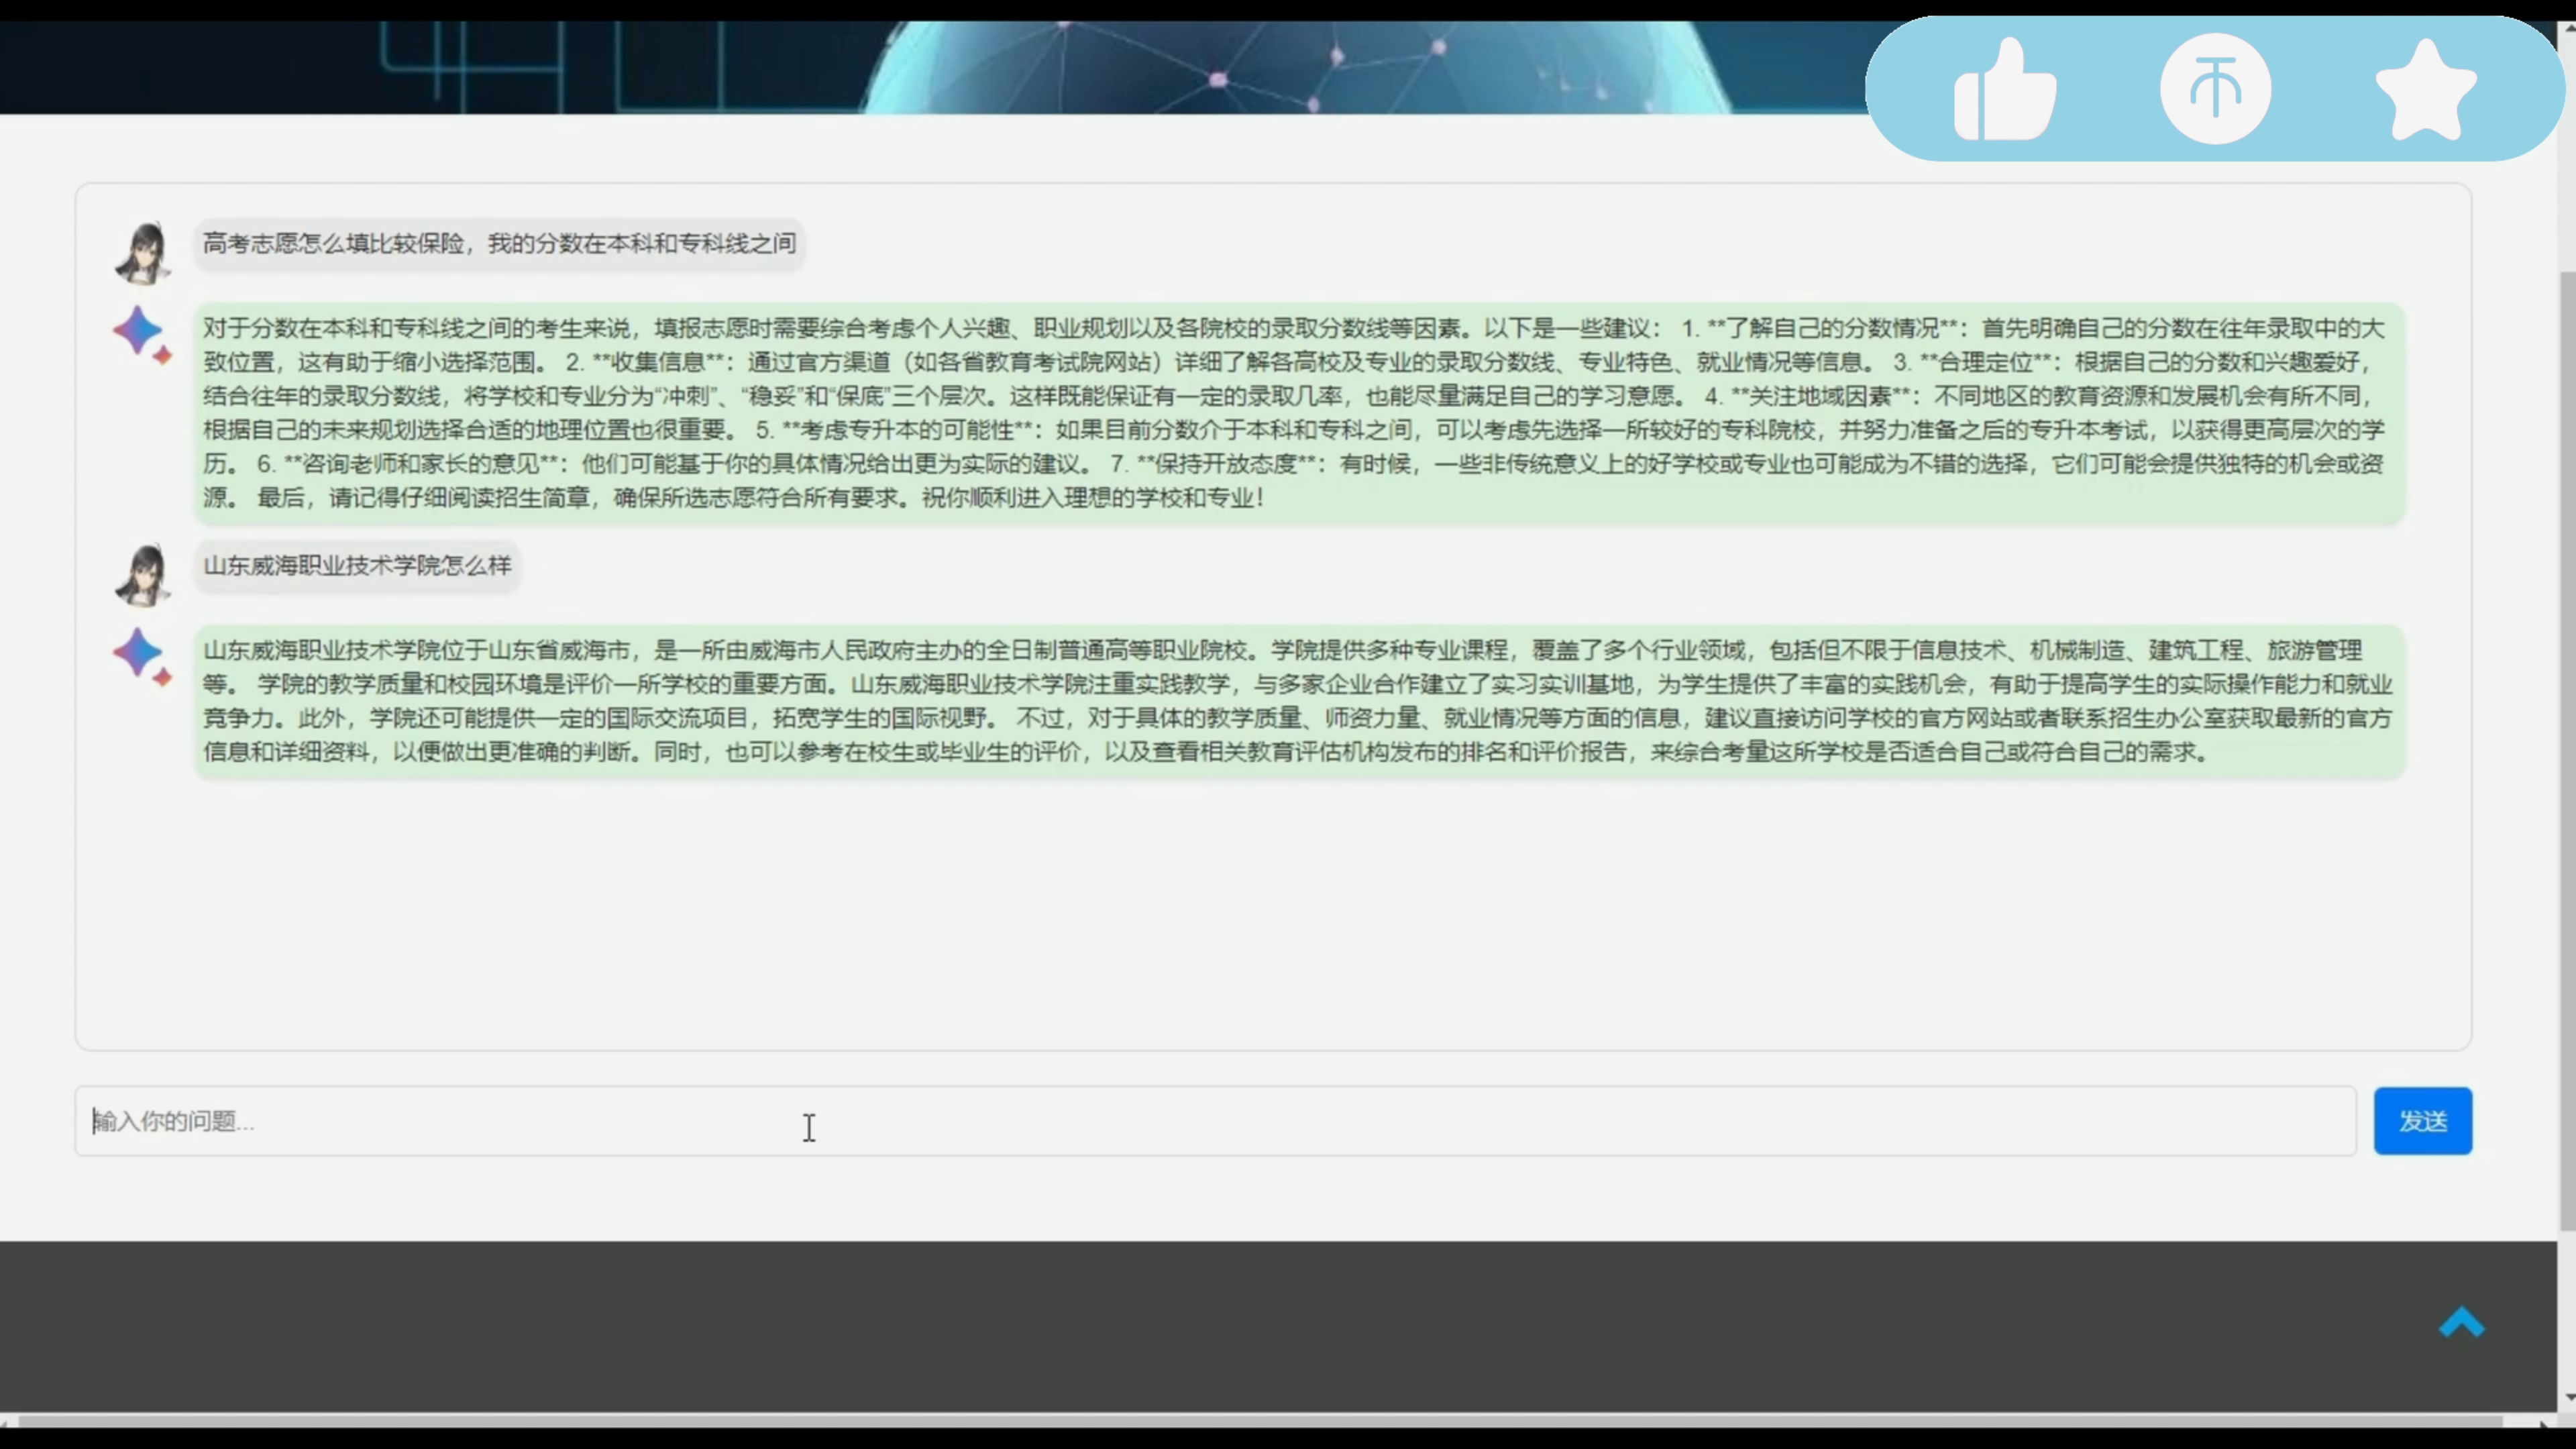 高考志愿怎么填比较保险，我的分数在本科和专科线之间
对于分数在本科和专科线之间的考生来说，填报志愿时需要综合考虑个人兴趣、职业规划以及各院校的录取分数线等因素。以下是一些建议： 1. **了解自己的分数情况**：首先明确自己的分数在往年录取中的大
致位置，这有助于缩小选择范围。 2. **收集信息**：通过官方渠道（如各省教育考试院网站）详细了解各高校及专业的录取分数线、专业特色、就业情况等信息。 3. **合理定位**：根据自己的分数和兴趣爱好，
结合往年的录取分数线，将学校和专业分为“冲刺”、“稳妥”和“保底”三个层次。这样既能保证有一定的录取几率，也能尽量满足自己的学习意愿。 4. **关注地域因素**：不同地区的教育资源和发展机会有所不同，
根据自己的未来规划选择合适的地理位置也很重要。 5. **考虑专升本的可能性**：如果目前分数介于本科和专科之间，可以考虑先选择一所较好的专科院校，并努力准备之后的专升本考试，以获得更高层次的学
历。 6. **咨询老师和家长的意见**：他们可能基于你的具体情况给出更为实际的建议。 7. **保持开放态度**：有时候，一些非传统意义上的好学校或专业也可能成为不错的选择，它们可能会提供独特的机会或资
源。 最后，请记得仔细阅读招生简章，确保所选志愿符合所有要求。祝你顺利进入理想的学校和专业！
山东威海职业技术学院怎么样
山东威海职业技术学院位于山东省威海市，是一所由威海市人民政府主办的全日制普通高等职业院校。学院提供多种专业课程，覆盖了多个行业领域，包括但不限于信息技术、机械制造、建筑工程、旅游管理
等。 学院的教学质量和校园环境是评价一所学校的重要方面。山东威海职业技术学院注重实践教学，与多家企业合作建立了实习实训基地，为学生提供了丰富的实践机会，有助于提高学生的实际操作能力和就业
竞争力。此外，学院还可能提供一定的国际交流项目，拓宽学生的国际视野。 不过，对于具体的教学质量、师资力量、就业情况等方面的信息，建议直接访问学校的官方网站或者联系招生办公室获取最新的官方
信息和详细资料，以便做出更准确的判断。同时，也可以参考在校生或毕业生的评价，以及查看相关教育评估机构发布的排名和评价报告，来综合考量这所学校是否适合自己或符合自己的需求。
输入你的问题...
发送